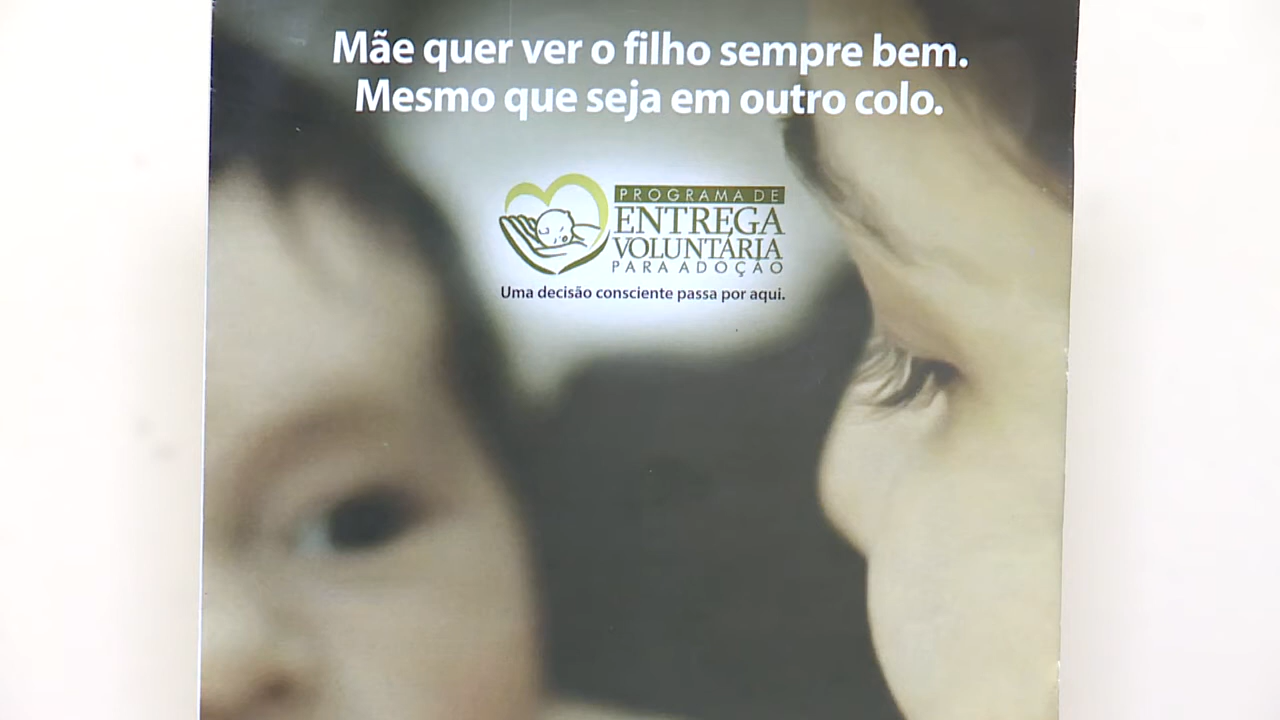 Mãe quer ver o filho sempre bem.
Mesmo que seja em outro colo.
PROGRAMA DE
ENTREGA
VOLUNTÁRIA
PARA ADOÇÃO
Uma decisão consciente passa por aqui.